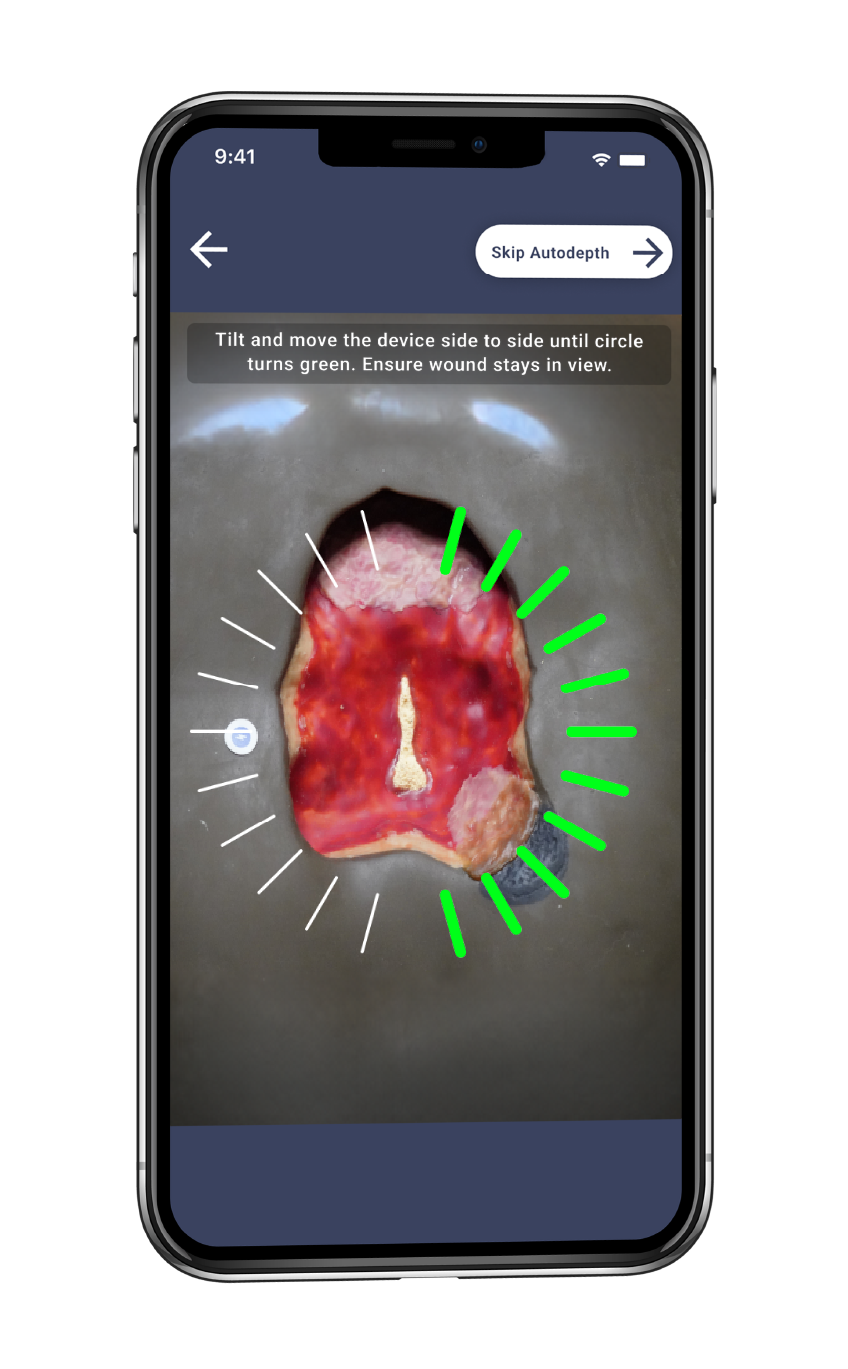 9:41
Skip Autodepth
Tilt and move the device side to side until circle
turns green. Ensure wound stays in view.